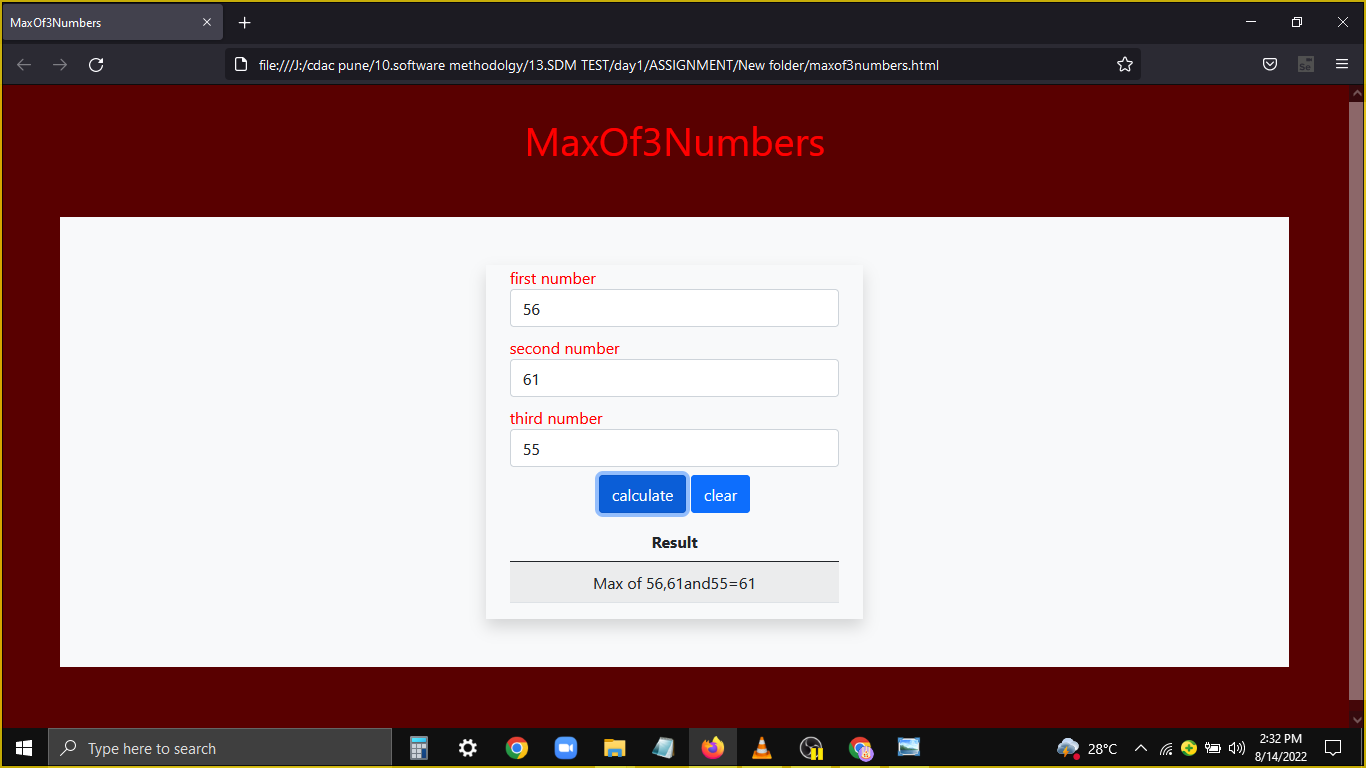 MaxOf3Numbers
file:///J:/cdac pune/10.software methodolgy/13.SDM TEST/day1/ASSIGNMENT/New folder/maxof3numbers.html
Se
MaxOf3Numbers
first number
56
second number
61
third number
55
calculate clear
Result
Max of 56,61and55=61
Type here to search
28°C
2:32 PM
8/14/2022